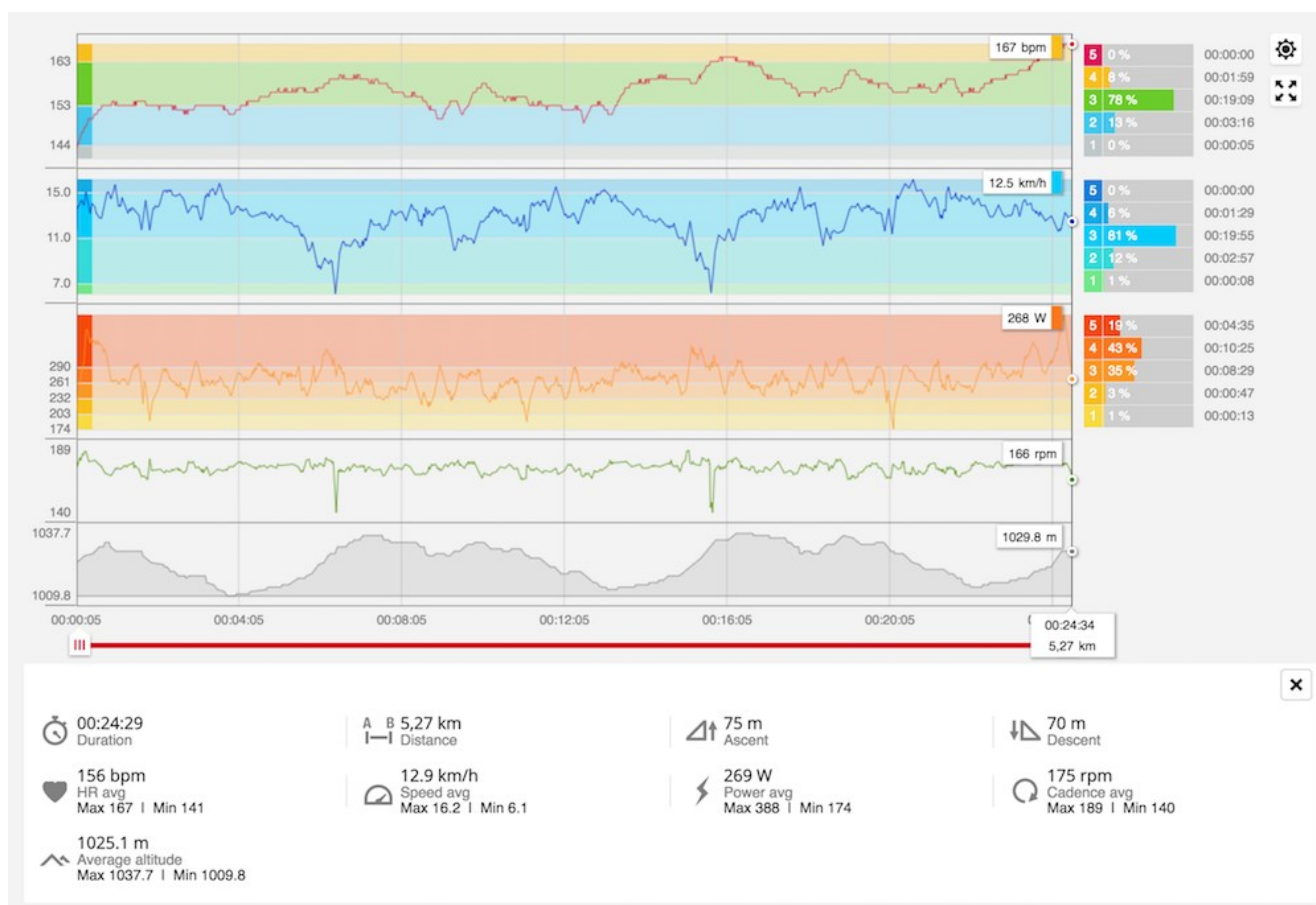 163
153
144
167 bpm
5 0 % 00:00:00
4 8 % 00:01:59
3 78 % 00:19:09
2 13 % 00:03:16
1 0 % 00:00:05
15.0
11.0
7.0
12.5 km/h
5 0 % 00:00:00
4 6 % 00:01:29
3 81 % 00:19:55
2 12 % 00:02:57
1 1 % 00:00:08
290
261
232
203
174
268 W
5 19 % 00:04:35
4 43 % 00:10:25
3 35 % 00:08:29
2 3 % 00:00:47
1 1 % 00:00:13
189
140
166 rpm
1037.7
1009.8
1029.8 m
00:00:05 00:04:05 00:08:05 00:12:05 00:16:05 00:20:05
00:24:34
5,27 km
00:24:29
Duration
A B 5,27 km
Distance
75 m
Ascent
70 m
Descent
156 bpm
HR avg
Max 167 | Min 141
12.9 km/h
Speed avg
Max 16.2 | Min 6.1
269 W
Power avg
Max 388 | Min 174
175 rpm
Cadence avg
Max 189 | Min 140
1025.1 m
Average altitude
Max 1037.7 | Min 1009.8